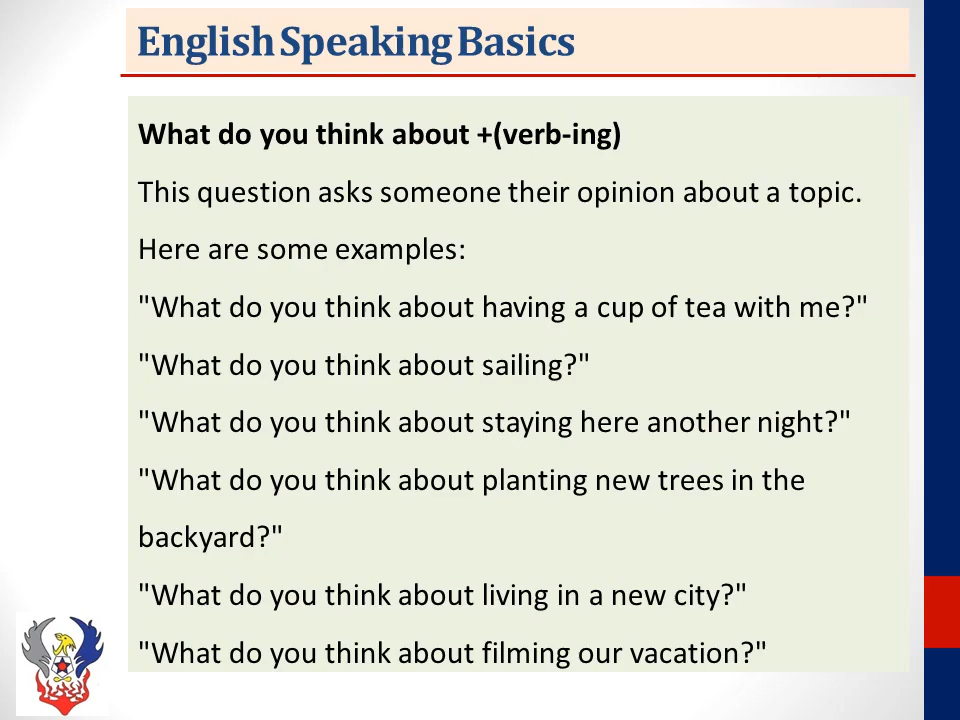 English Speaking Basics
What do you think about +(verb-ing)
This question asks someone their opinion about a topic.
Here are some examples:
"What do you think about having a cup of tea with me?"
"What do you think about sailing?"
"What do you think about staying here another night?"
"What do you think about planting new trees in the
backyard?"
"What do you think about living in a new city?"
"What do you think about filming our vacation?"